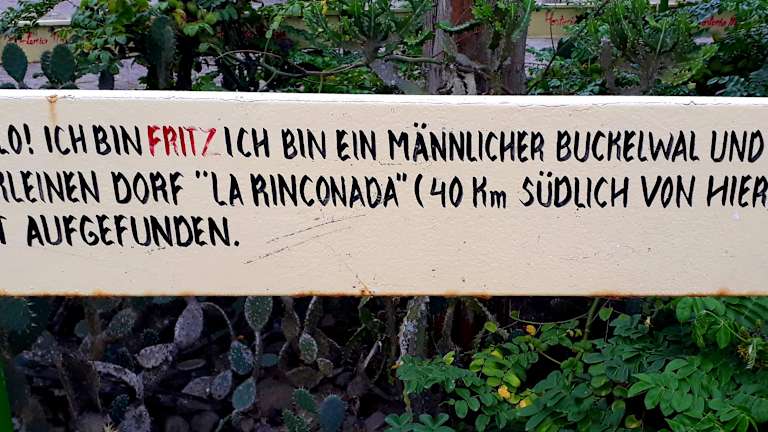 LO! ICH BIN FRITZ ICH BIN EIN MÄNNLICHER BUCKELWAL UND
RLEINEN DORF "LA RINCONADA" (40 Km SÜDLICH VON HIER
T AUFGEFUNDEN.